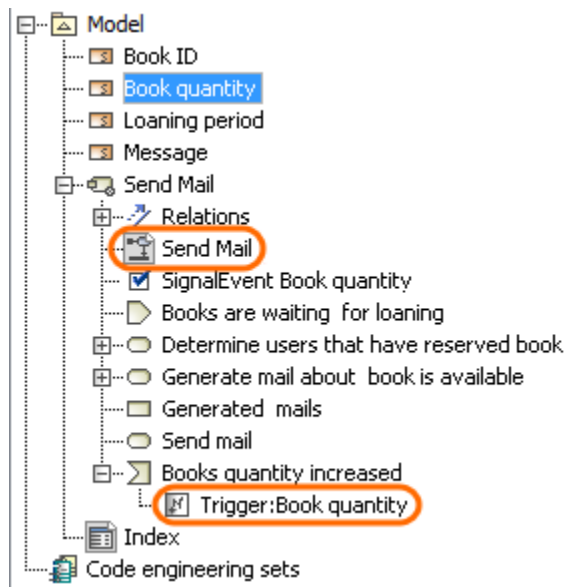 Model
Book ID
Book quantity
Loaning period
Message
Send Mail
Relations
Send Mail
SignalEvent Book quantity
Books are waiting for loaning
Determine users that have reserved book
Generate mail about book is available
Generated mails
Send mail
Books quantity increased
Trigger:Book quantity
Index
Code engineering sets